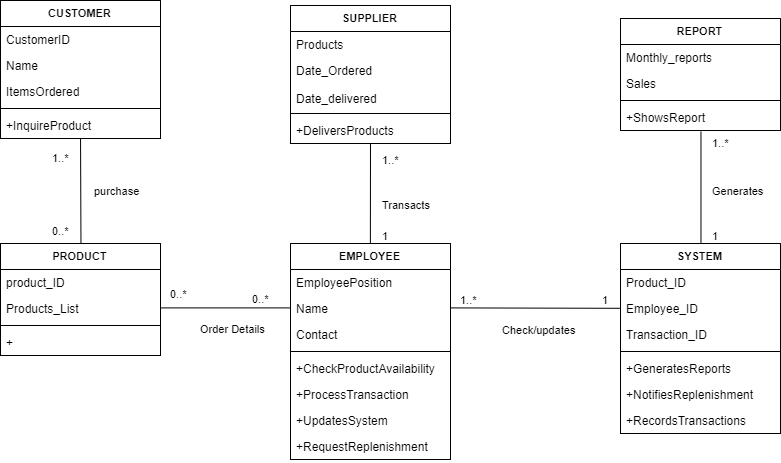 CUSTOMER
CustomerID
Name
ItemsOrdered
+InquireProduct
SUPPLIER
Products
Date_Ordered
Date_delivered
+DeliversProducts
REPORT
Monthly_reports
Sales
+ShowsReport
1..*
purchase
0..*
1..*
Transacts
1
1..*
Generates
1
PRODUCT
product_ID
Products_List
+
0..*
0..*
Order Details
EMPLOYEE
EmployeePosition
Name
Contact
+CheckProductAvailability
+ProcessTransaction
+UpdatesSystem
+RequestReplenishment
1..*
1
Check/updates
SYSTEM
Product_ID
Employee_ID
Transaction_ID
+GeneratesReports
+NotifiesReplenishment
+RecordsTransactions